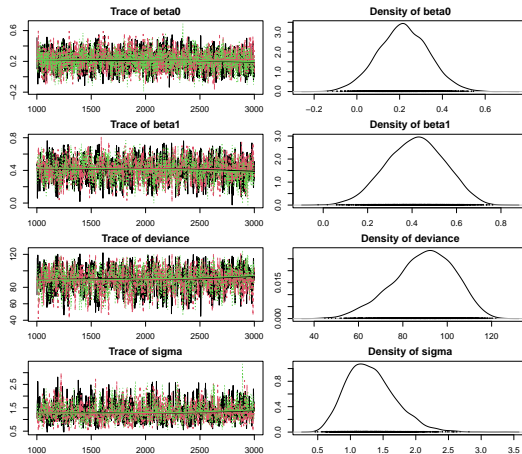 Trace of beta0
0.6
0.2
-0.2
1000 1500 2000 2500 3000
Density of beta0
3.0
2.0
1.0
0.0
-0.2 0.0 0.2 0.4 0.6
Trace of beta1
0.8
0.4
0.0
1000 1500 2000 2500 3000
Density of beta1
3.0
2.0
1.0
0.0
0.0 0.2 0.4 0.6 0.8
Trace of deviance
120
80
60
40
1000 1500 2000 2500 3000
Density of deviance
0.015
0.000
40 60 80 100 120
Trace of sigma
2.5
1.5
0.5
1000 1500 2000 2500 3000
Density of sigma
0.8
0.4
0.0
0.5 1.0 1.5 2.0 2.5 3.0 3.5